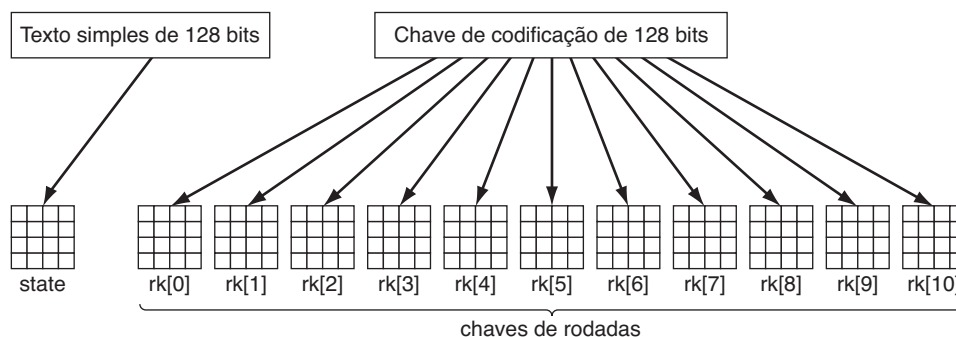 Texto simples de 128 bits
Chave de codificação de 128 bits
state
rk[0]
rk[1]
rk[2]
rk[3]
rk[4]
rk[5]
rk[6]
rk[7]
rk[8]
rk[9]
rk[10]
chaves de rodadas